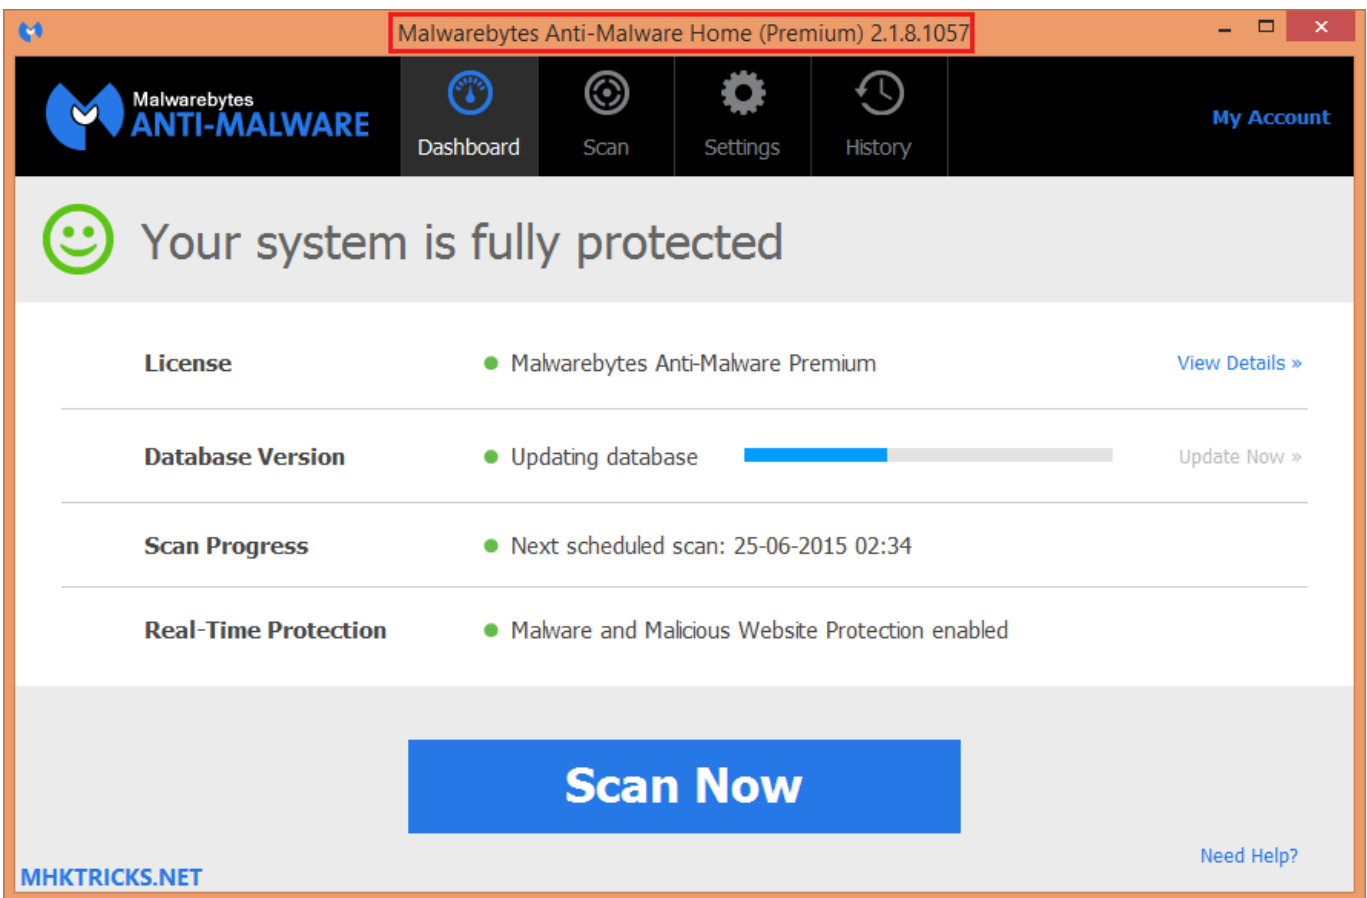 Malwarebytes Anti-Malware Home (Premium) 2.1.8.1057
Malwarebytes
ANTI-MALWARE
Dashboard
Scan
Settings
History
My Account
Your system is fully protected
License
Malwarebytes Anti-Malware Premium
View Details »
Database Version
Updating database
Update Now »
Scan Progress
Next scheduled scan: 25-06-2015 02:34
Real-Time Protection
Malware and Malicious Website Protection enabled
Scan Now
Need Help?
MHKTRICKS.NET